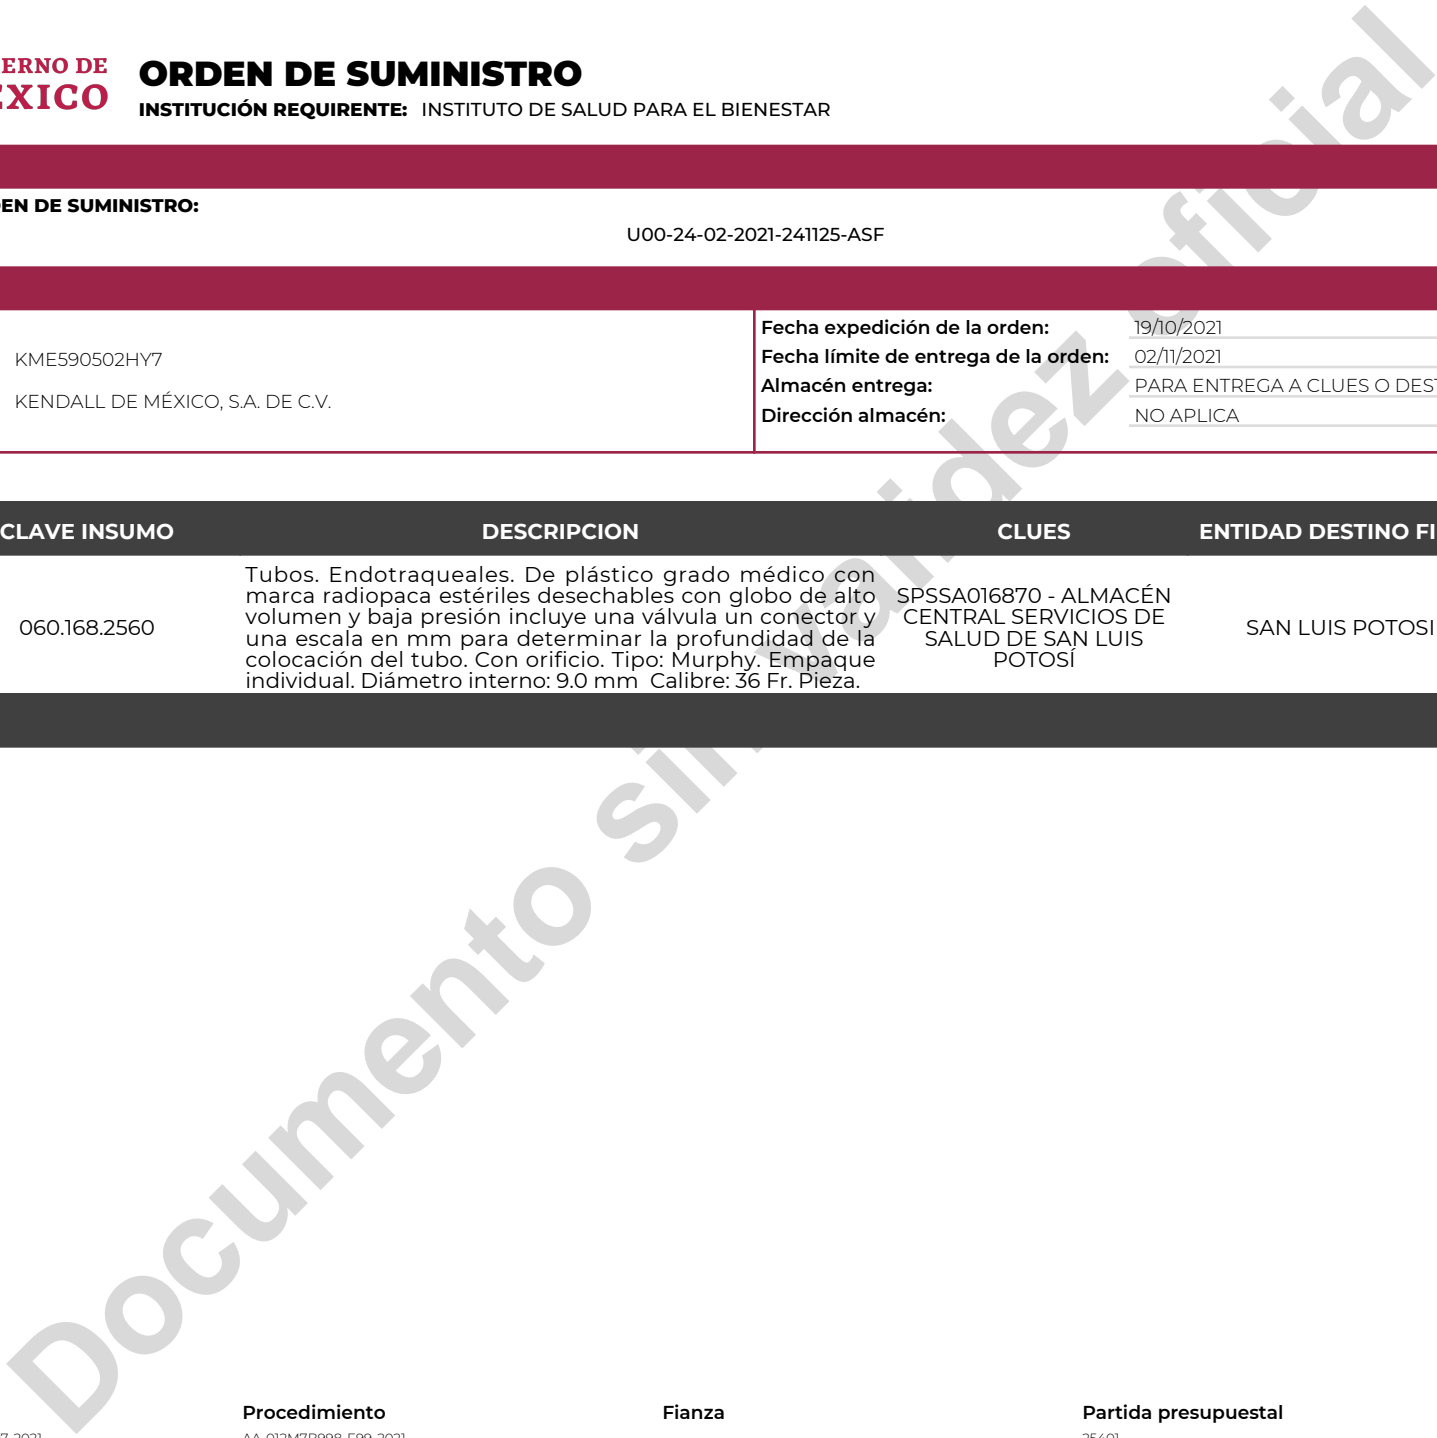 ERNO DE
ÉXICO
ORDEN DE SUMINISTRO
INSTITUCIÓN REQUIRENTE: INSTITUTO DE SALUD PARA EL BIENESTAR
EN DE SUMINISTRO:
U00-24-02-2021-241125-ASF
KME590502HY7
KENDALL DE MÉXICO, S.A. DE C.V.
Fecha expedición de la orden: 19/10/2021
Fecha límite de entrega de la orden: 02/11/2021
Almacén entrega: PARA ENTREGA A CLUES O DEST
Dirección almacén: NO APLICA
CLAVE INSUMO DESCRIPCION CLUES ENTIDAD DESTINO FI
060.168.2560
Tubos. Endotraqueales. De plástico grado médico con
marca radiopaca estériles desechables con globo de alto
volumen y baja presión incluye una válvula un conector y
una escala en mm para determinar la profundidad de la
colocación del tubo. Con orificio. Tipo: Murphy. Empaque
individual. Diámetro interno: 9.0 mm Calibre: 36 Fr. Pieza.
SPSSA016870 - ALMACÉN
CENTRAL SERVICIOS DE
SALUD DE SAN LUIS
POTOSÍ
SAN LUIS POTOSI
Documento sin validez oficial
Procedimiento Fianza Partida presupuestal